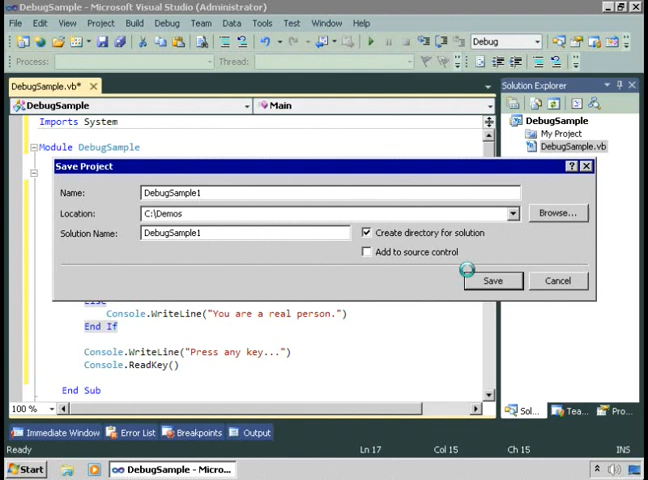 DebugSample - Microsoft Visual Studio (Administrator)
File Edit View Project Build Debug Team Data Tools Test Window Help
Debug
Process: Thread:
DebugSample.vb* Solution Explorer
DebugSample Main
DebugSample
My Project
DebugSample.vb
Imports System
Module DebugSample
Save Project
Name: DebugSample1
Location: C:\Demos Browse...
Solution Name: DebugSample1 Create directory for solution
Add to source control
Save Cancel
Else
Console.WriteLine("You are a real person.")
End If
Console.WriteLine("Press any key...")
Console.ReadKey()
End Sub
100 % Sol... Tea... Pro...
Immediate Window Error List Breakpoints Output
Ready Ln 17 Col 15 Ch 15 INS
Start DebugSample - Micro...